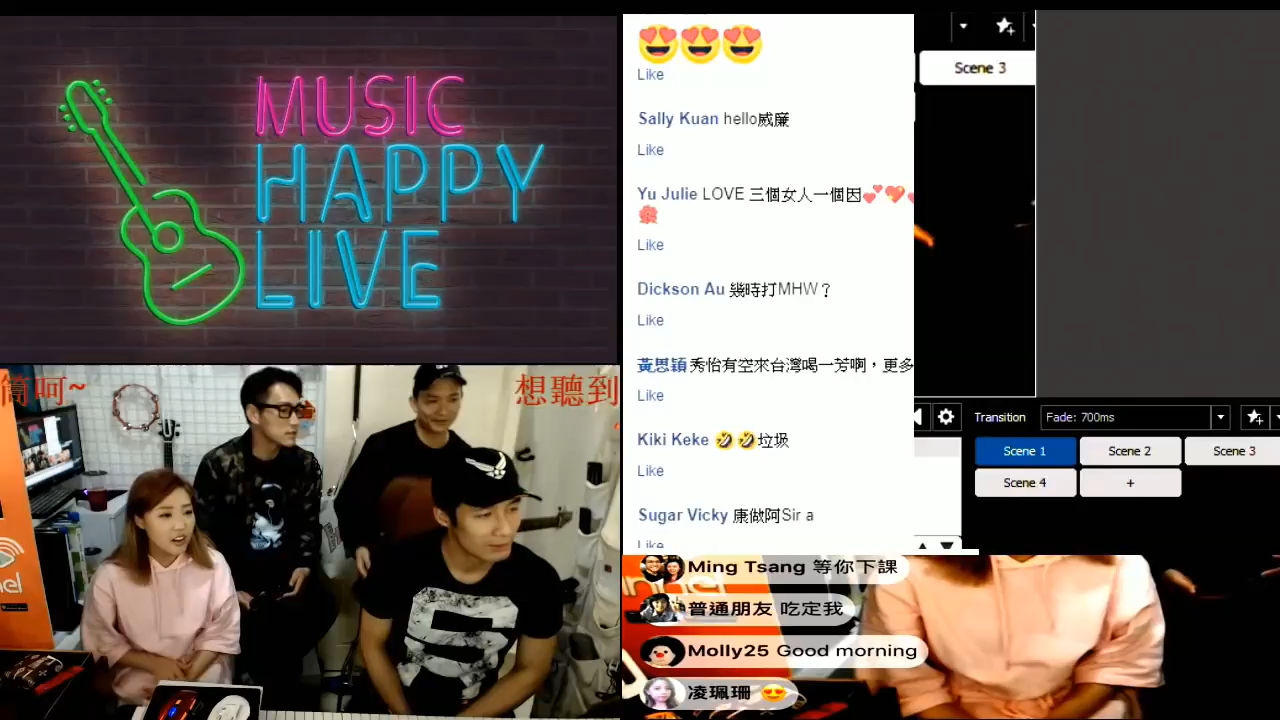 MUSIC
HAPPY
LIVE
😍😍😍
Like
Sally Kuan hello威廉
Like
Yu Julie LOVE 三個女人一個因💕💖
🌺
Like
Dickson Au 幾時打MHW？
Like
黃思穎 秀怡有空來台灣喝一芳啊，更多
Like
Kiki Keke 🤣🤣垃圾
Like
Sugar Vicky 康做阿Sir a
Like
Scene 3
Transition
Fade: 700ms
Scene 1
Scene 2
Scene 3
Scene 4
+
筒呵~
想聽到
Ming Tsang 等你下課
普通朋友 吃定我
Molly25 Good morning
凌珮珊 😍